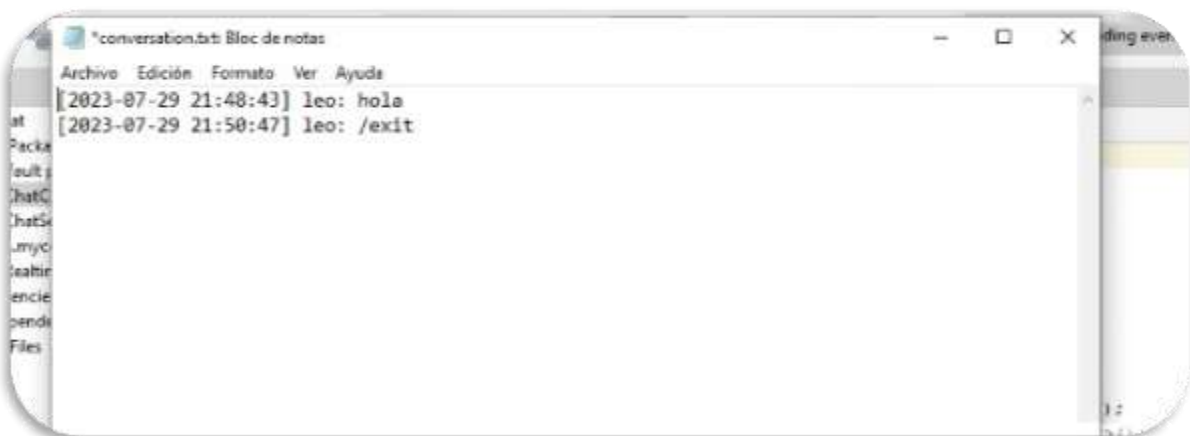 *conversation.txt: Bloc de notas
Archivo Edición Formato Ver Ayuda
[2023-07-29 21:48:43] leo: hola
[2023-07-29 21:50:47] leo: /exit
Files